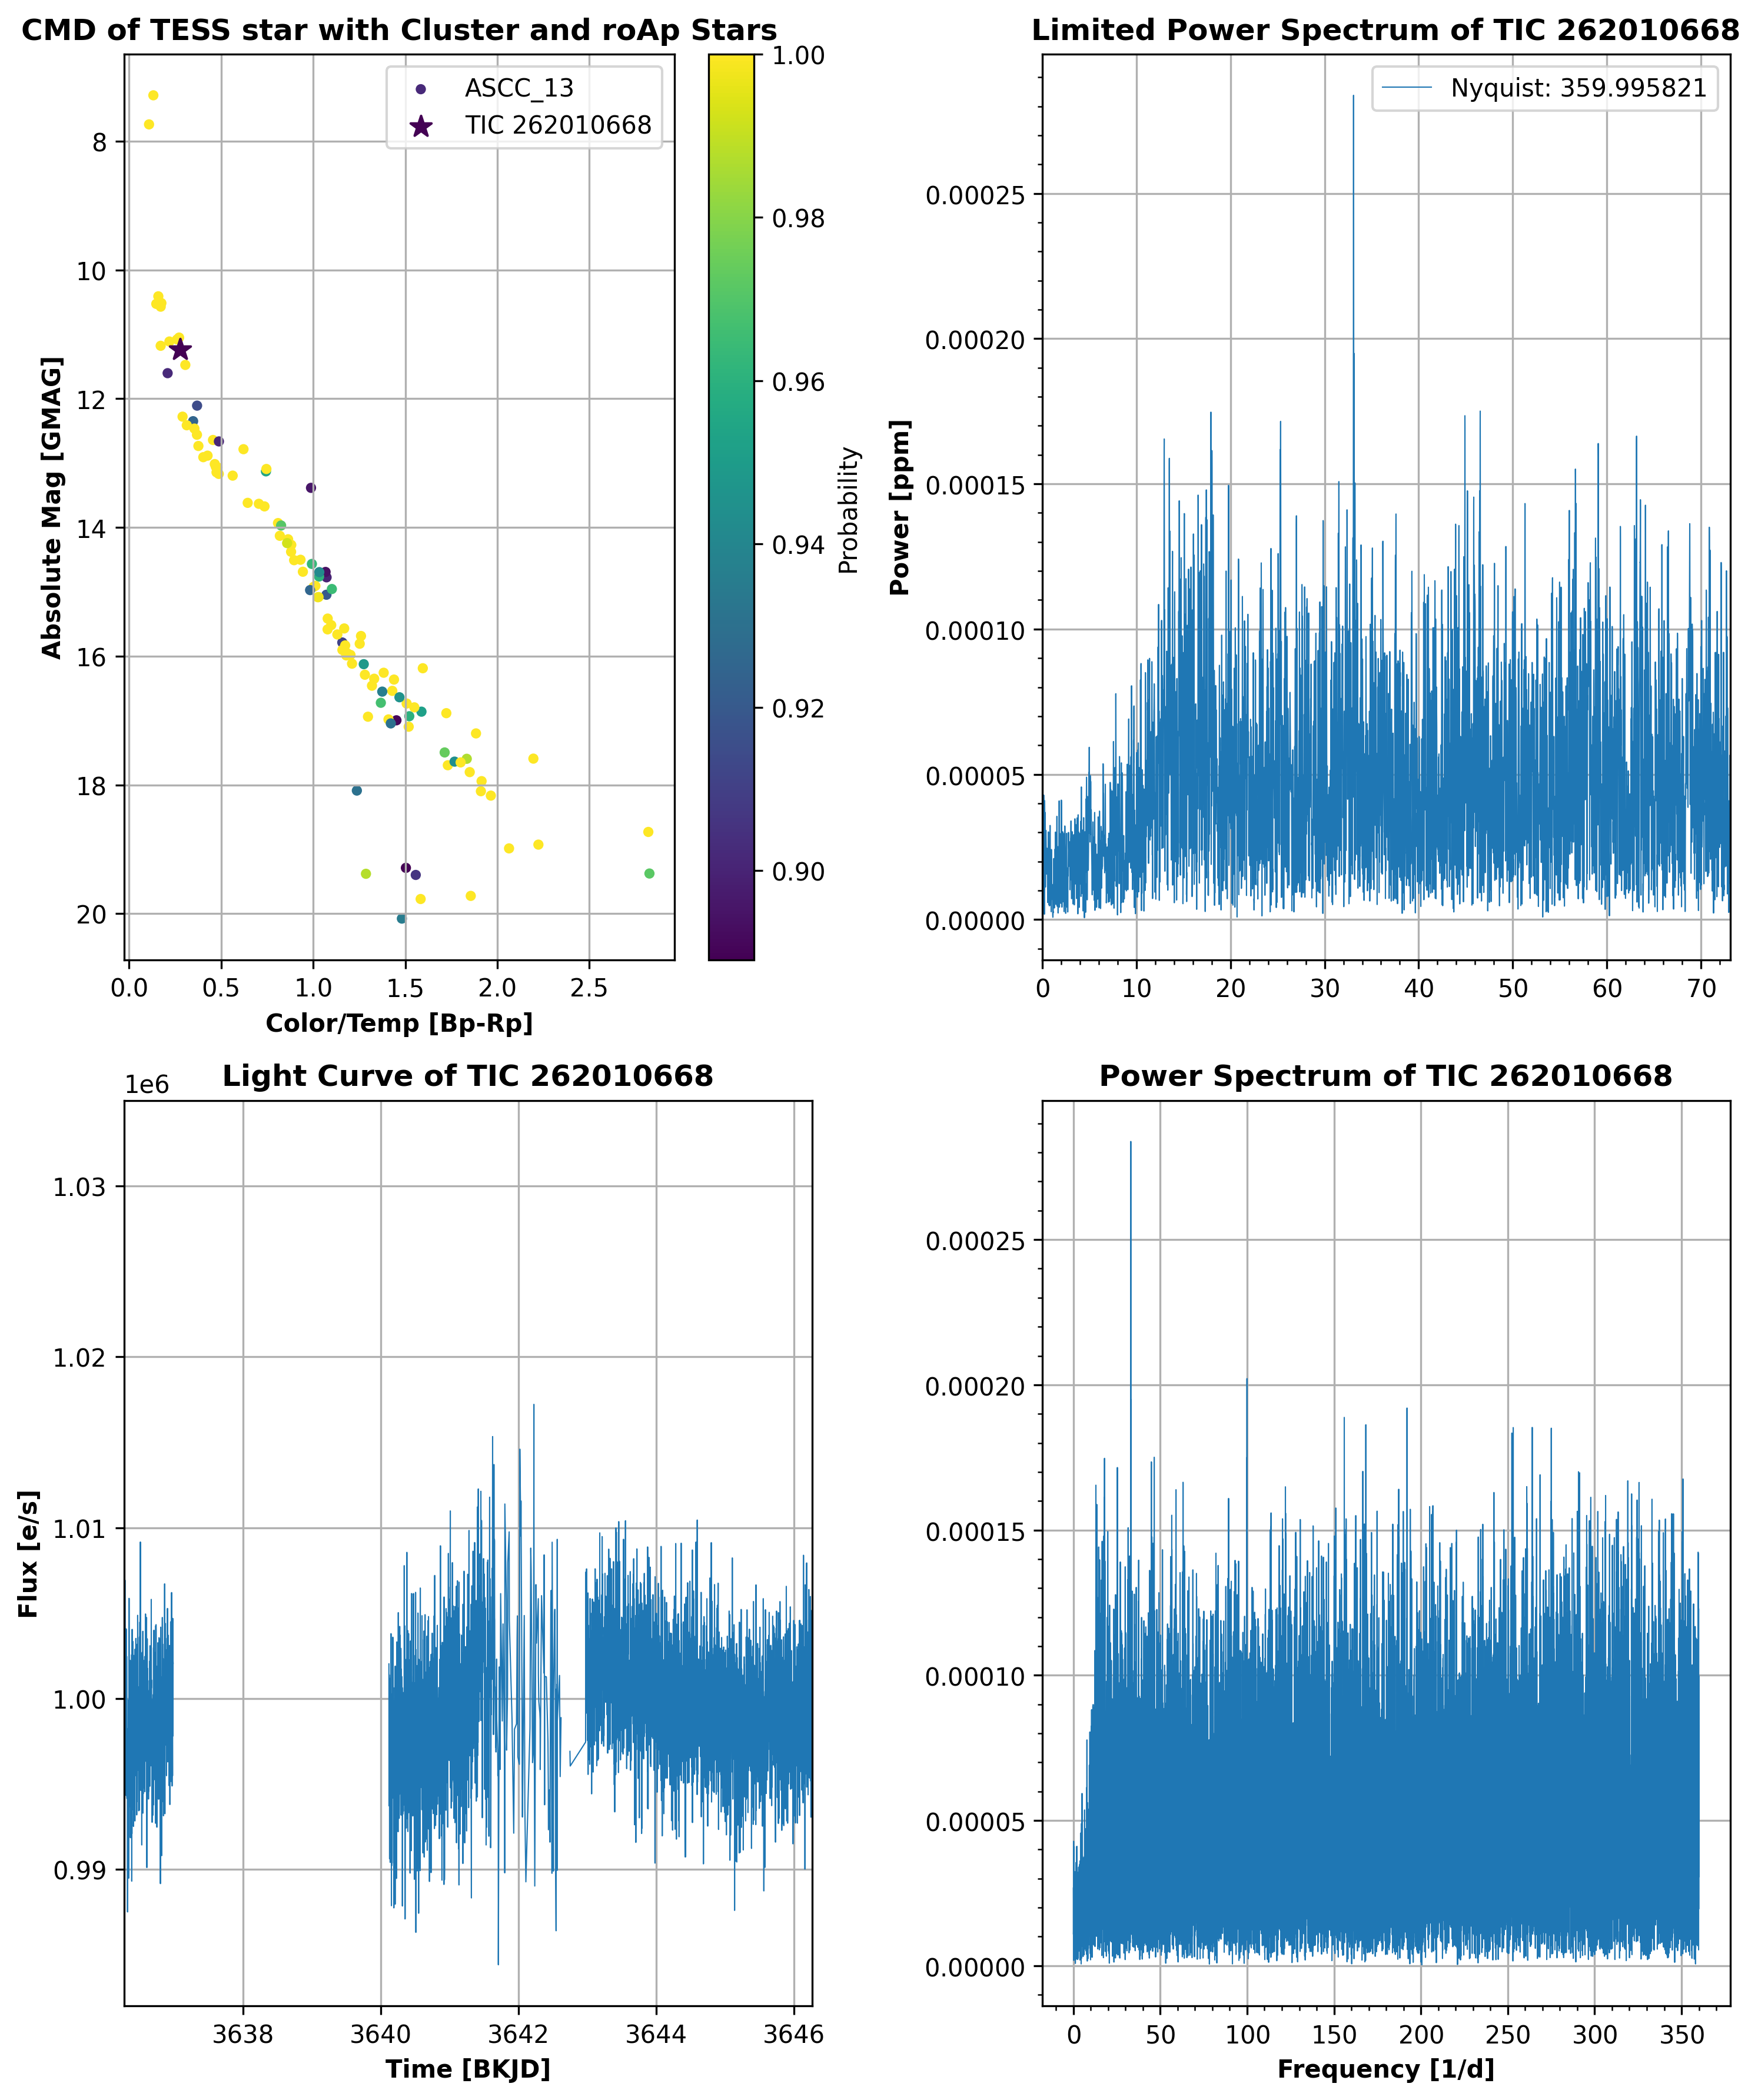 CMD of TESS star with Cluster and roAp Stars
ASCC_13
TIC 262010668
8
10
12
14
16
18
20
Absolute Mag [GMAG]
0.0 0.5 1.0 1.5 2.0 2.5
Color/Temp [Bp-Rp]
1.00
0.98
0.96
0.94
0.92
0.90
Probability
Limited Power Spectrum of TIC 262010668
Nyquist: 359.995821
0.00025
0.00020
0.00015
0.00010
0.00005
0.00000
Power [ppm]
0 10 20 30 40 50 60 70
Light Curve of TIC 262010668
1e6
1.03
1.02
1.01
1.00
0.99
Flux [e/s]
3638 3640 3642 3644 3646
Time [BKJD]
Power Spectrum of TIC 262010668
0.00025
0.00020
0.00015
0.00010
0.00005
0.00000
0 50 100 150 200 250 300 350
Frequency [1/d]